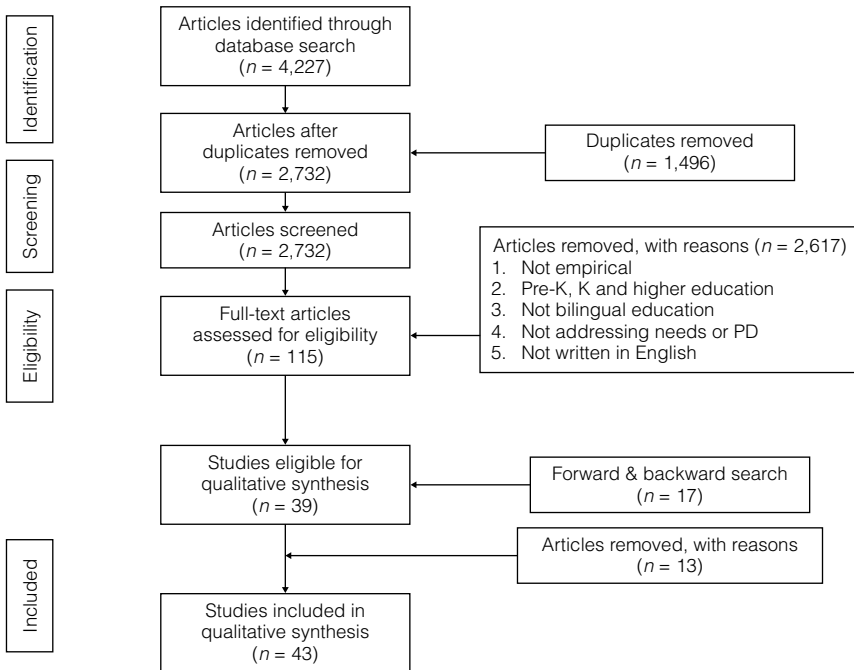 Identification
Articles identified through
database search
(n = 4,227)
Articles after
duplicates removed
(n = 2,732)
Duplicates removed
(n = 1,496)
Screening
Articles screened
(n = 2,732)
Articles removed, with reasons (n = 2,617)
1. Not empirical
2. Pre-K, K and higher education
3. Not bilingual education
4. Not addressing needs or PD
5. Not written in English
Eligibility
Full-text articles
assessed for eligibility
(n = 115)
Studies eligible for
qualitative synthesis
(n = 39)
Forward & backward search
(n = 17)
Articles removed, with reasons
(n = 13)
Included
Studies included in
qualitative synthesis
(n = 43)